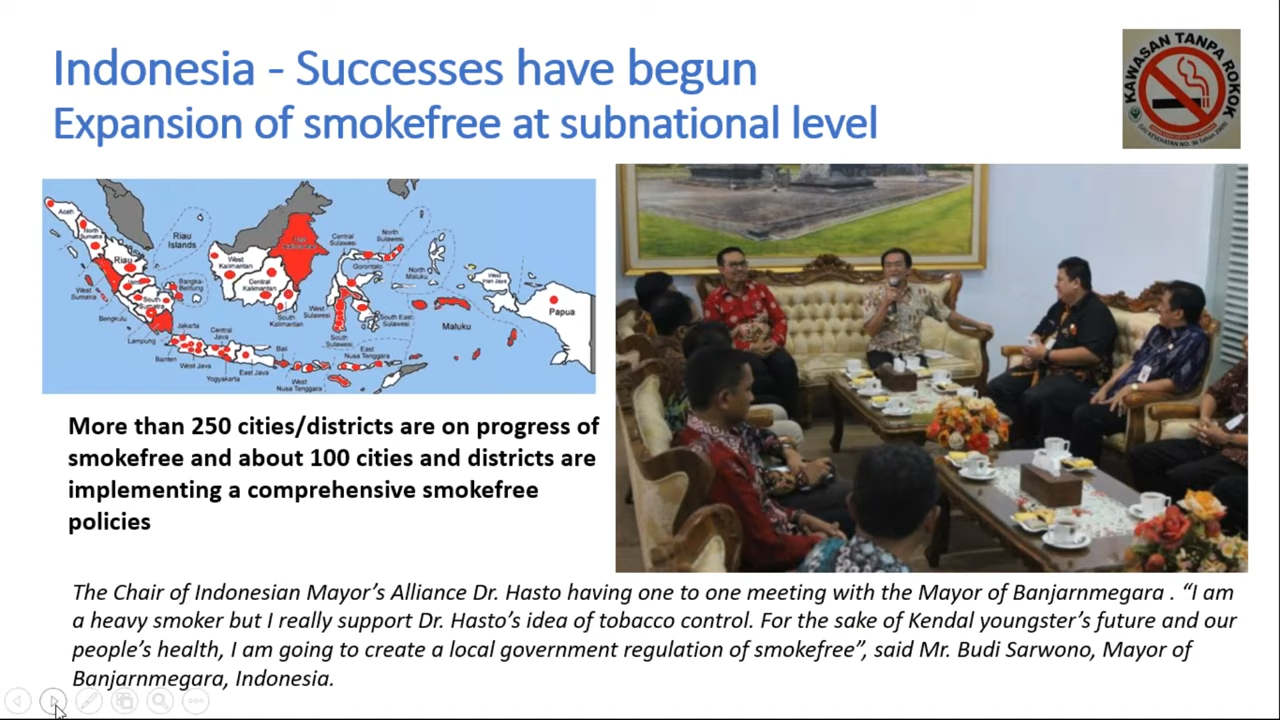 Indonesia - Successes have begun
Expansion of smokefree at subnational level
KAWASAN TANPA ROKOK
Aceh
North
Sumatra
Riau
Riau
Islands
West
Sumatra
South
Sumatra
Bangka-
Belitung
Bengkulu
Lampung
Jakarta
Banten
West Java
Central
Java
Yogyakarta
East Java
Bali
West
Kalimantan
Central
Kalimantan
South
Kalimantan
Central
Sulawesi
North
Sulawesi
Gorontalo
West
Sulawesi
South
Sulawesi
South East
Sulawesi
East
Nusa Tenggara
West
Nusa Tenggara
North
Maluku
Maluku
West
Papua
More than 250 cities/districts are on progress of
smokefree and about 100 cities and districts are
implementing a comprehensive smokefree
policies
The Chair of Indonesian Mayor's Alliance Dr. Hasto having one to one meeting with the Mayor of Banjarnmegara . "I am
a heavy smoker but I really support Dr. Hasto's idea of tobacco control. For the sake of Kendal youngster's future and our
people's health, I am going to create a local government regulation of smokefree", said Mr. Budi Sarwono, Mayor of
Banjarnmegara, Indonesia.